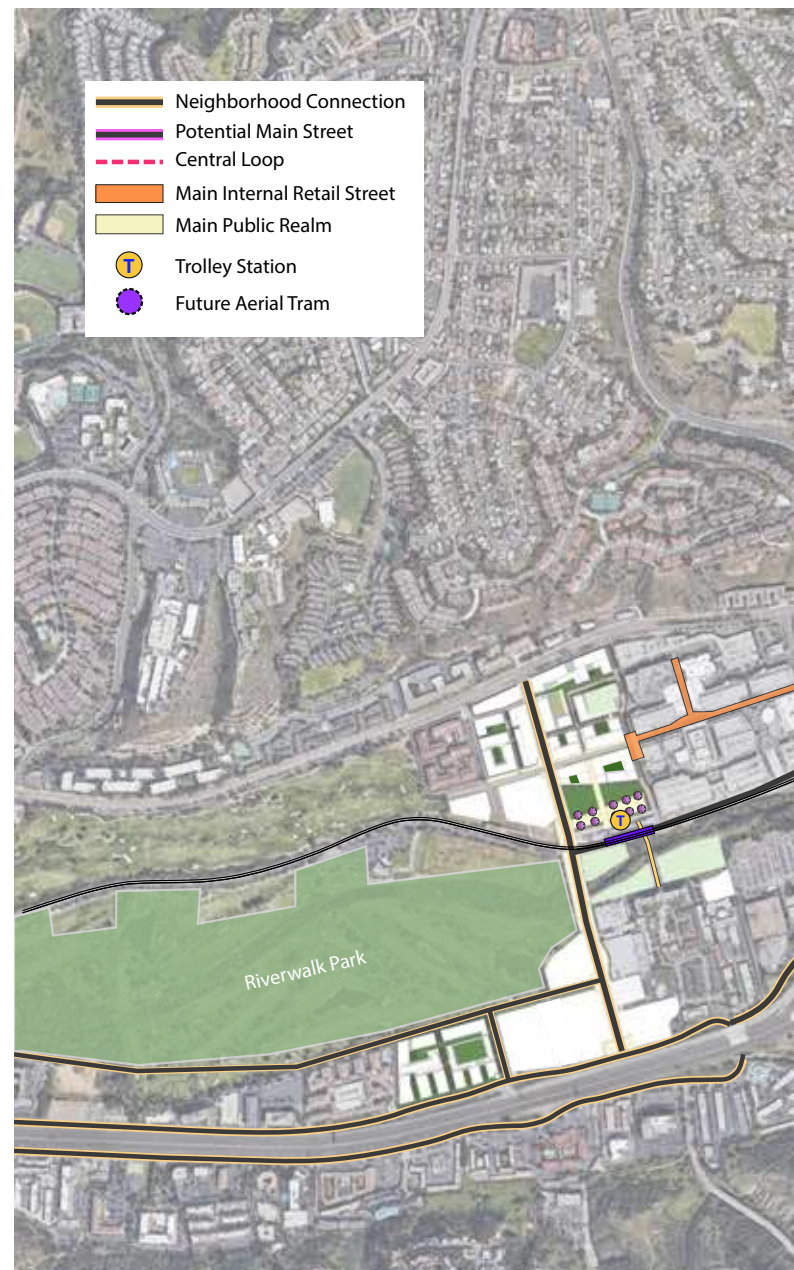 Neighborhood Connection
Potential Main Street
Central Loop
Main Internal Retail Street
Main Public Realm
T
Trolley Station
Future Aerial Tram
T
Riverwalk Park